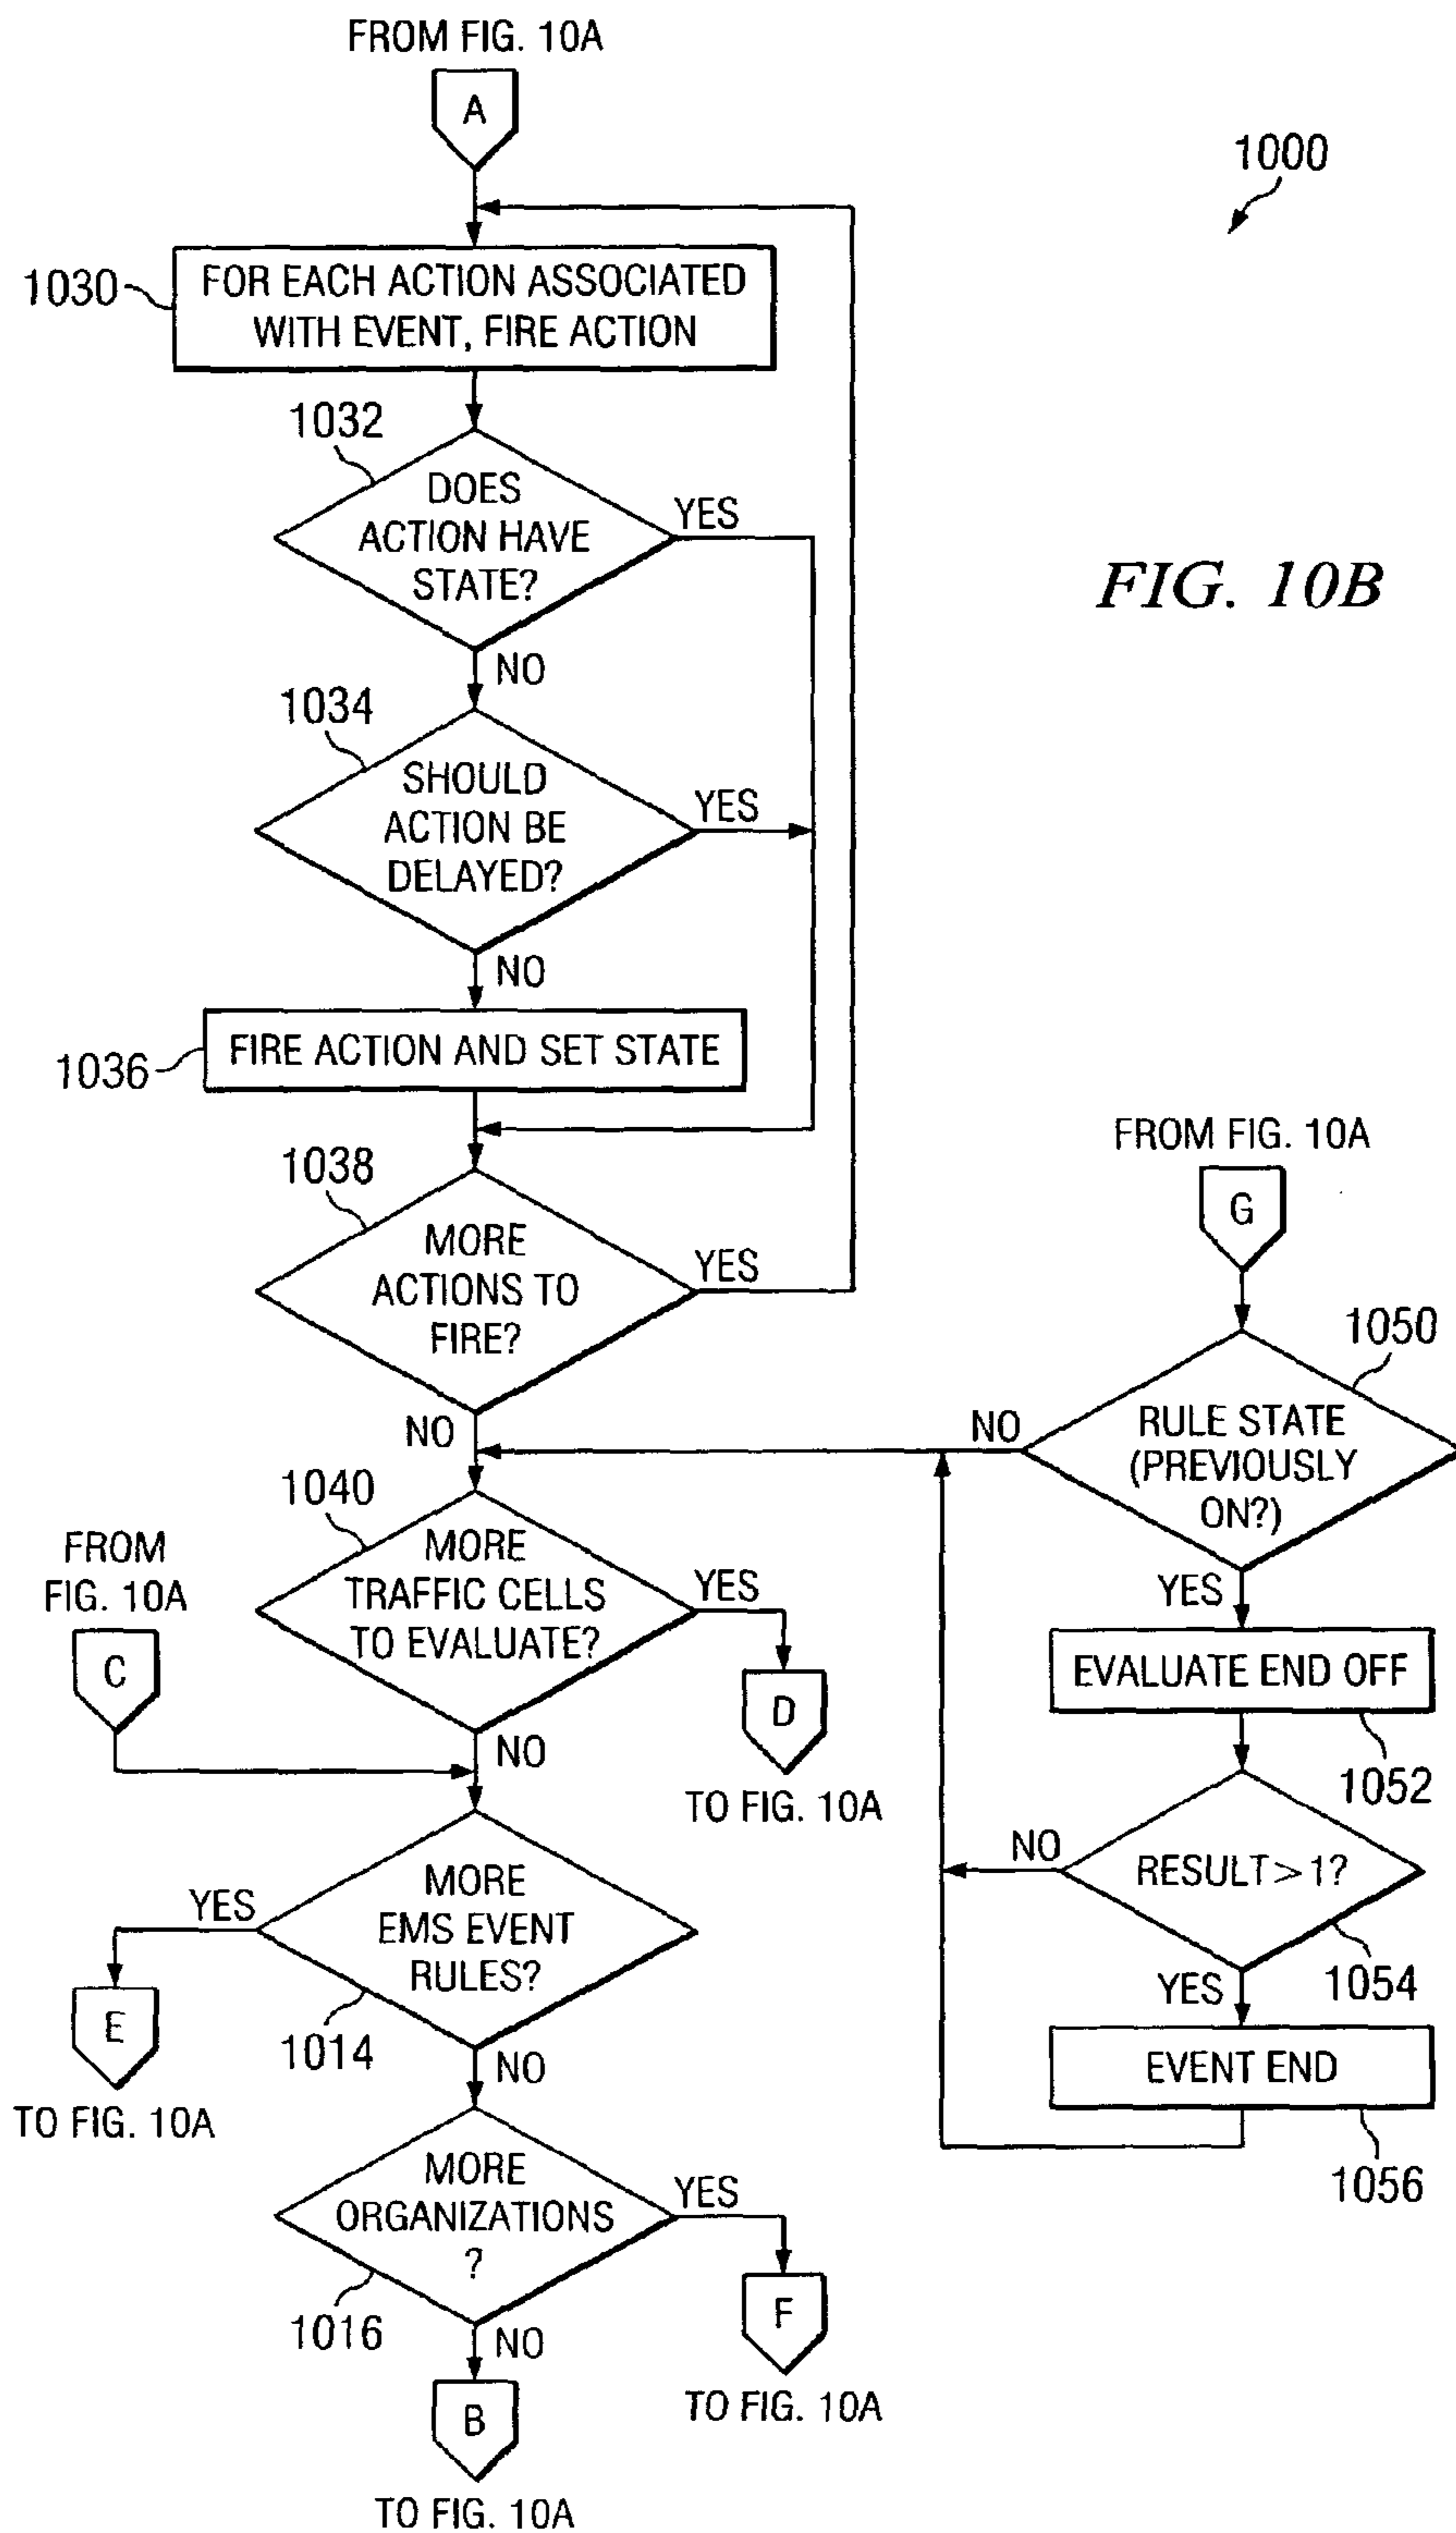 FROM FIG. 10A
A
1000
1030
FOR EACH ACTION ASSOCIATED
WITH EVENT, FIRE ACTION
1032
DOES
ACTION HAVE
STATE?
YES
NO
FIG. 10B
1034
SHOULD
ACTION BE
DELAYED?
YES
NO
1036
FIRE ACTION AND SET STATE
1038
MORE
ACTIONS TO
FIRE?
YES
NO
FROM FIG. 10A
G
1050
RULE STATE
(PREVIOUSLY
ON?)
NO
YES
1040
MORE
TRAFFIC CELLS
TO EVALUATE?
YES
NO
D
TO FIG. 10A
FROM
FIG. 10A
C
EVALUATE END OFF
1052
RESULT>1?
NO
YES
1054
EVENT END
1056
MORE
EMS EVENT
RULES?
YES
NO
1014
E
TO FIG. 10A
MORE
ORGANIZATIONS
?
YES
NO
1016
F
TO FIG. 10A
B
TO FIG. 10A